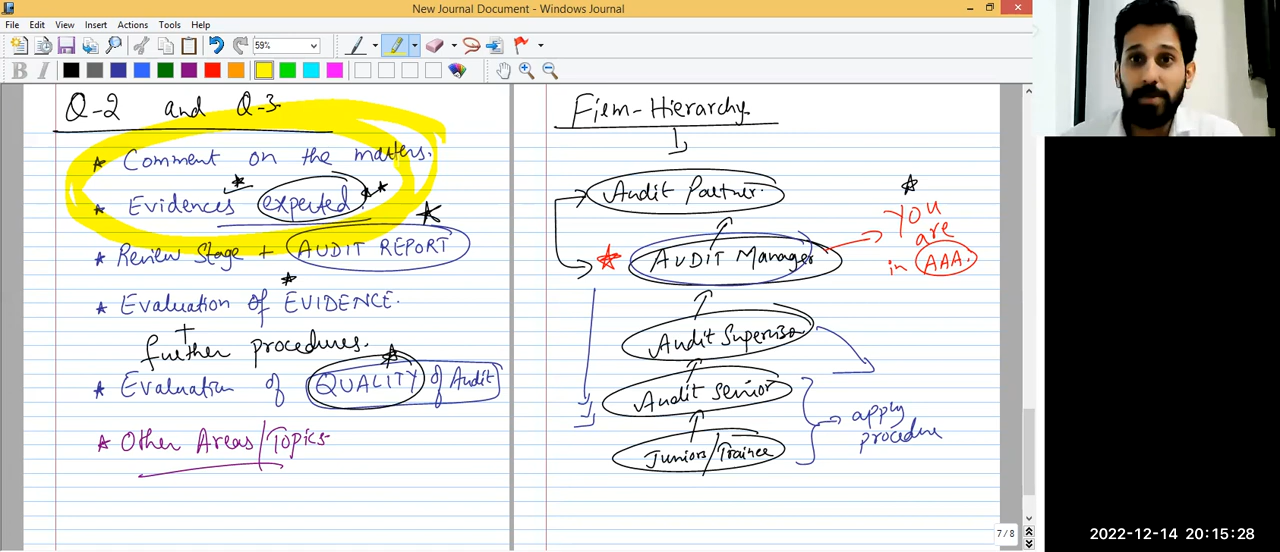 New Journal Document - Windows Journal
File Edit View Insert Actions Tools Help
59%
B I
Q-2 and Q-3
Comment on the matters.
Evidences expected
Review Stage + AUDIT REPORT
Evaluation of EVIDENCE.
+
further procedures.
Evaluation of QUALITY of Audit
Other Areas/Topics
Firm-Hierarchy
Audit Partner
AUDIT Manager
Audit Supervisor
Audit Senior
Juniors/Trainee
You
are
in AAA.
apply
procedure
7/8
2022-12-14 20:15:28